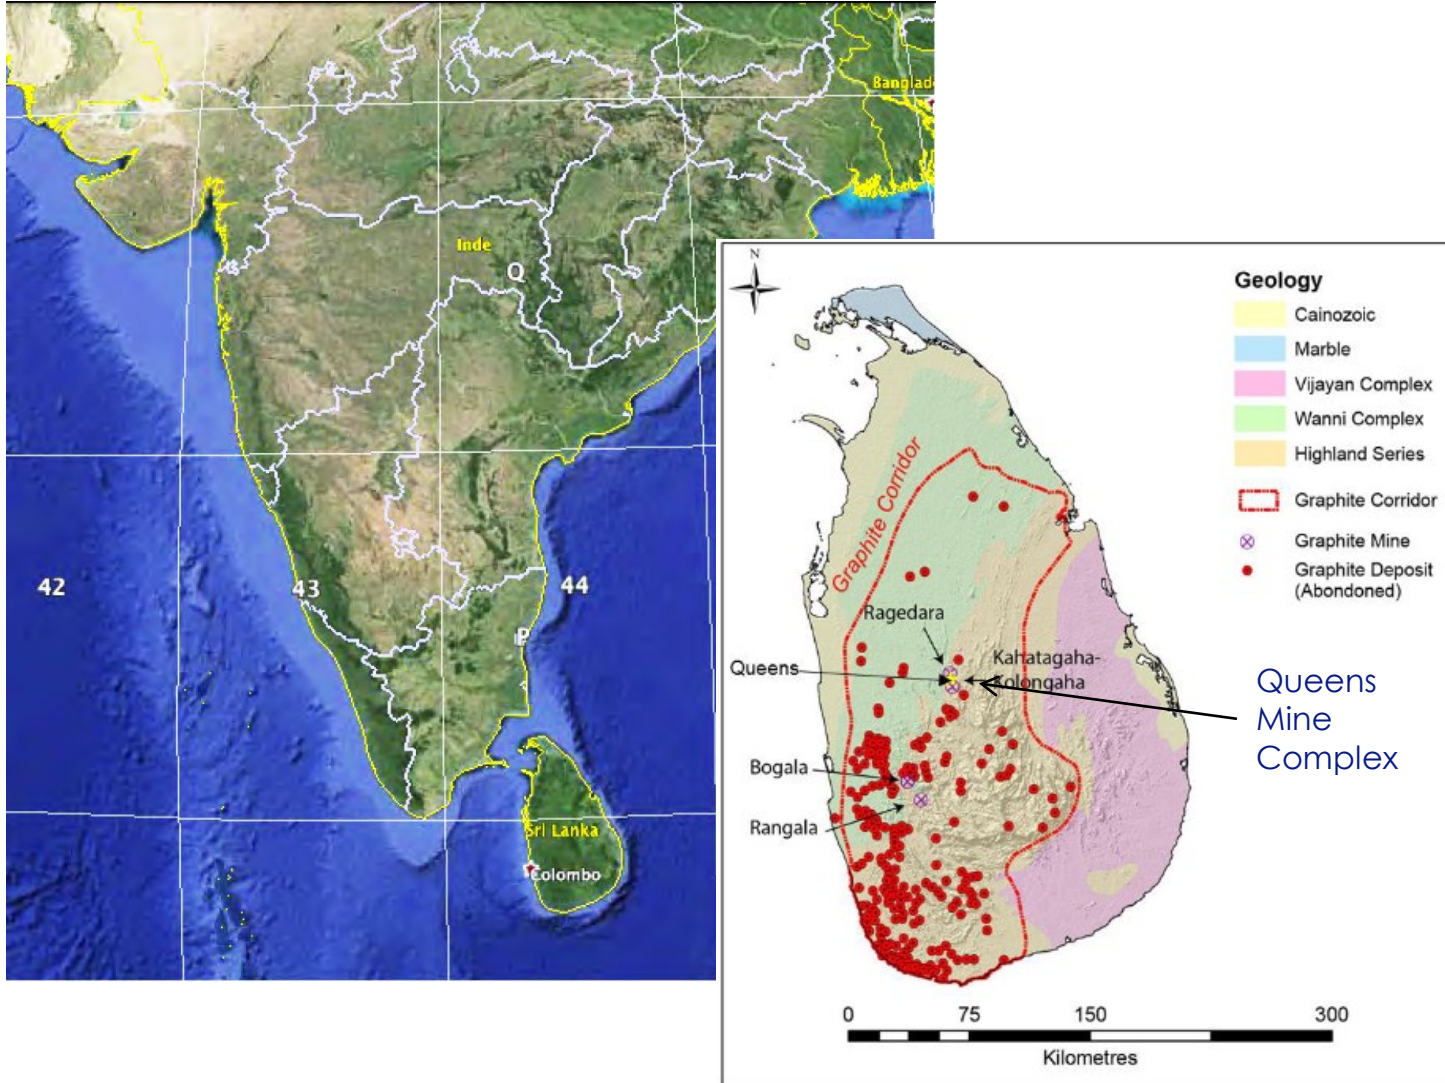 Banglade
Inde
Q
42
43
44
P
Sri Lanka
Colombo
N
Geology
Cainozoic
Marble
Vijayan Complex
Wanni Complex
Highland Series
Graphite Corridor
Graphite Mine
Graphite Deposit
(Abondoned)
Graphite Corridor
Ragedara
Queens
Kahatagaha-
Kolongaha
Bogala
Rangala
Queens
Mine
Complex
0 75 150 300
Kilometres